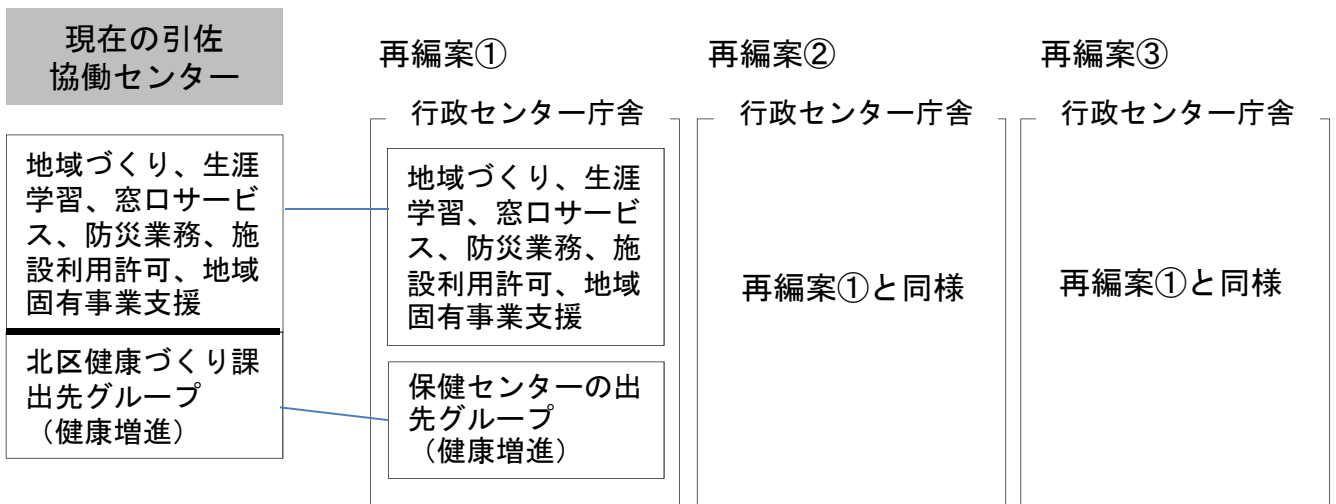 現在の引佐
協働センター
再編案①
再編案②
再編案③
行政センター庁舎
行政センター庁舎
行政センター庁舎
地域づくり、生涯
学習、窓口サービ
ス、防災業務、施
設利用許可、地域
固有事業支援
北区健康づくり課
出先グループ
（健康増進）
地域づくり、生涯
学習、窓口サービ
ス、防災業務、施
設利用許可、地域
固有事業支援
保健センターの出
先グループ
（健康増進）
再編案①と同様
再編案①と同様